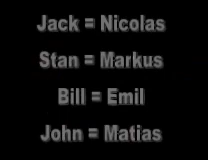 Jack = Nicolas
Stan = Markus
Bill = Emil
John = Matias